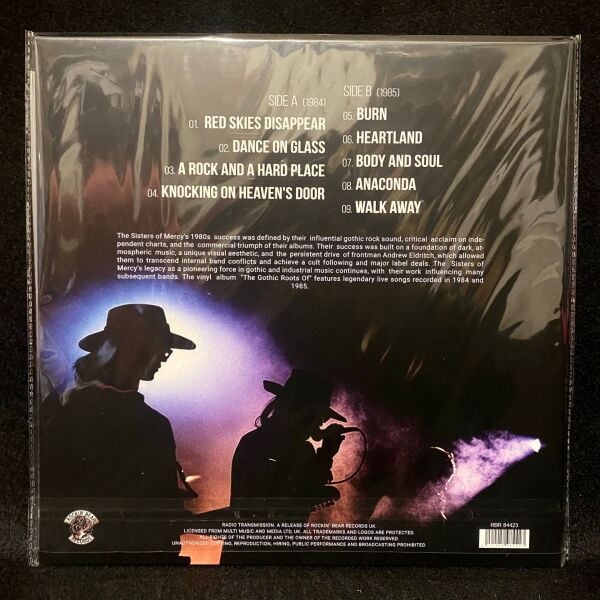 SIDE A (1984)
01. RED SKIES DISAPPEAR
02. DANCE ON GLASS
03. A ROCK AND A HARD PLACE
04. KNOCKING ON HEAVEN'S DOOR
SIDE B (1985)
05. BURN
06. HEARTLAND
07. BODY AND SOUL
08. ANACONDA
09. WALK AWAY
The Sisters of Mercy's 1980s success was defined by their influential gothic rock sound, critical acclaim on inde-
pendent charts, and the commercial triumph of their albums. Their success was built on a foundation of dark, at-
mospheric music, a unique visual aesthetic, and the persistent drive of frontman Andrew Eldritch, which allowed
them to transcend internal band conflicts and achieve a cult following and major label deals. The Sisters of
Mercy's legacy as a pioneering force in gothic and industrial music continues, with their work influencing many
subsequent bands. The vinyl album "The Gothic Roots Of" features legendary live songs recorded in 1984 and
1985.
RADIO TRANSMISSION. A RELEASE OF ROCKIN' BEAR RECORDS UK.
LICENSED FROM MULTI MUSIC AND MEDIA LTD, UK. ALL TRADEMARKS AND LOGOS ARE PROTECTED.
ALL RIGHTS OF THE PRODUCER AND THE OWNER OF THE RECORDED WORK RESERVED.
UNAUTHORIZED COPYING, REPRODUCTION, HIRING, PUBLIC PERFORMANCE AND BROADCASTING PROHIBITED.
RBR 84423